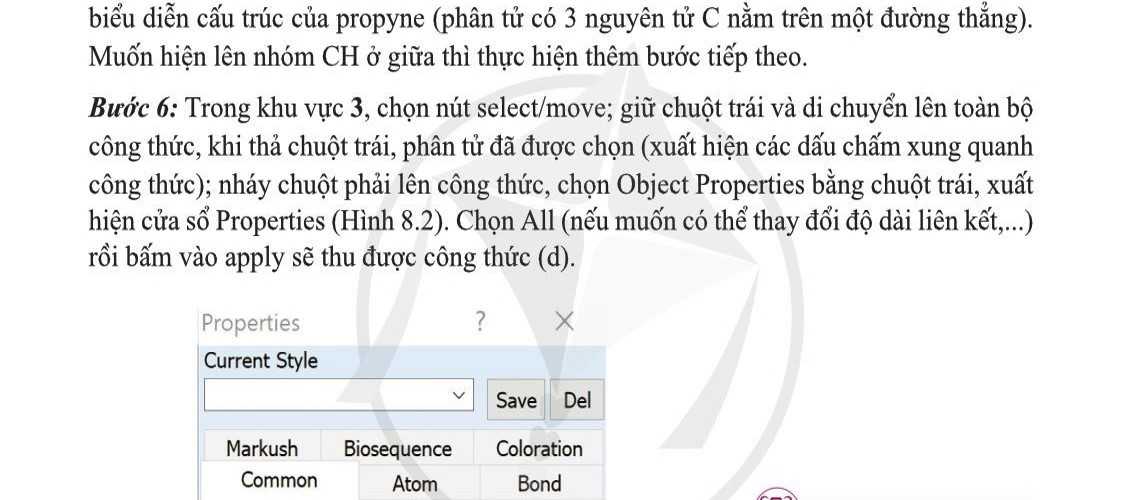 biểu diễn cấu trúc của propyne (phân tử có 3 nguyên tử C nằm trên một đường thẳng).
Muốn hiện lên nhóm CH ở giữa thì thực hiện thêm bước tiếp theo.
Bước 6: Trong khu vực 3, chọn nút select/move; giữ chuột trái và di chuyển lên toàn bộ
công thức, khi thả chuột trái, phân tử đã được chọn (xuất hiện các dấu chấm xung quanh
công thức); nháy chuột phải lên công thức, chọn Object Properties bằng chuột trái, xuất
hiện cửa sổ Properties (Hình 8.2). Chọn All (nếu muốn có thể thay đổi độ dài liên kết,...)
rồi bấm vào apply sẽ thu được công thức (d).
Properties ?
Current Style
Save Del
Markush Biosequence Coloration
Common Atom Bond